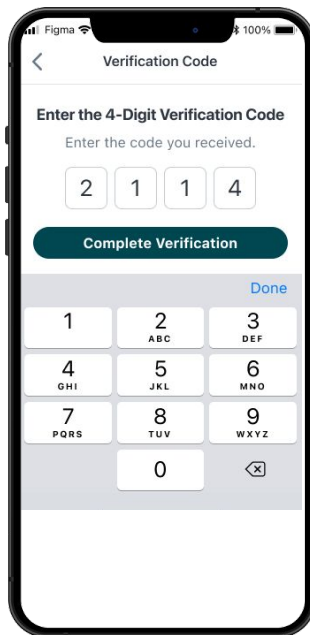 Figma 100%
Verification Code
Enter the 4-Digit Verification Code
Enter the code you received.
2 1 1 4
Complete Verification
Done
1 2 3
ABC DEF
4 5 6
GHI JKL MNO
7 8 9
PQRS TUV WXYZ
0